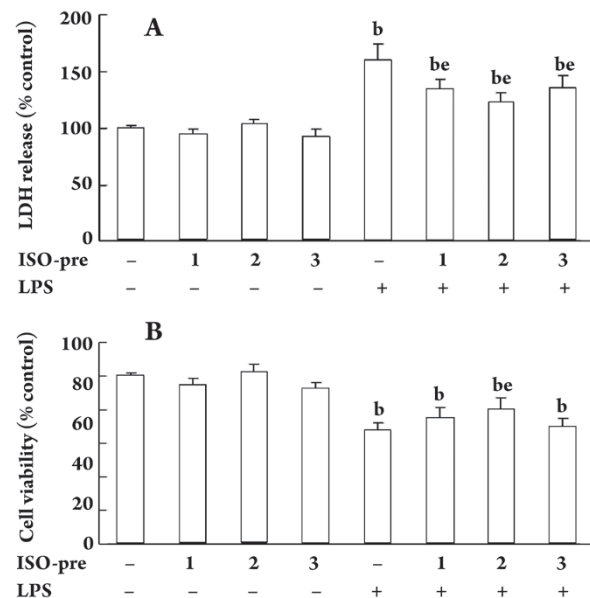 A
LDH release (% control)
200
150
100
50
0
b be be be
ISO-pre – 1 2 3 – 1 2 3
LPS – – – – + + + +
B
Cell viability (% control)
100
80
60
40
20
0
b b be b
ISO-pre – 1 2 3 – 1 2 3
LPS – – – – + + + +